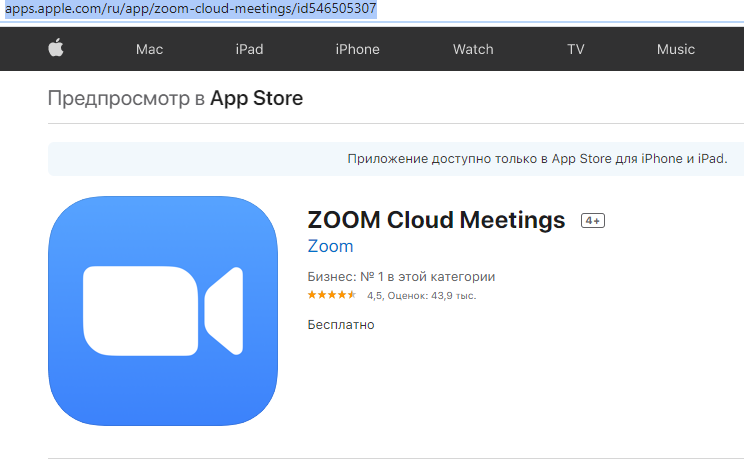 apps.apple.com/ru/app/zoom-cloud-meetings/id546505307
Mac iPad iPhone Watch TV Music
Предпросмотр в App Store
Приложение доступно только в App Store для iPhone и iPad.
ZOOM Cloud Meetings 4+
Zoom
Бизнес: № 1 в этой категории
4,5, Оценок: 43,9 тыс.
Бесплатно